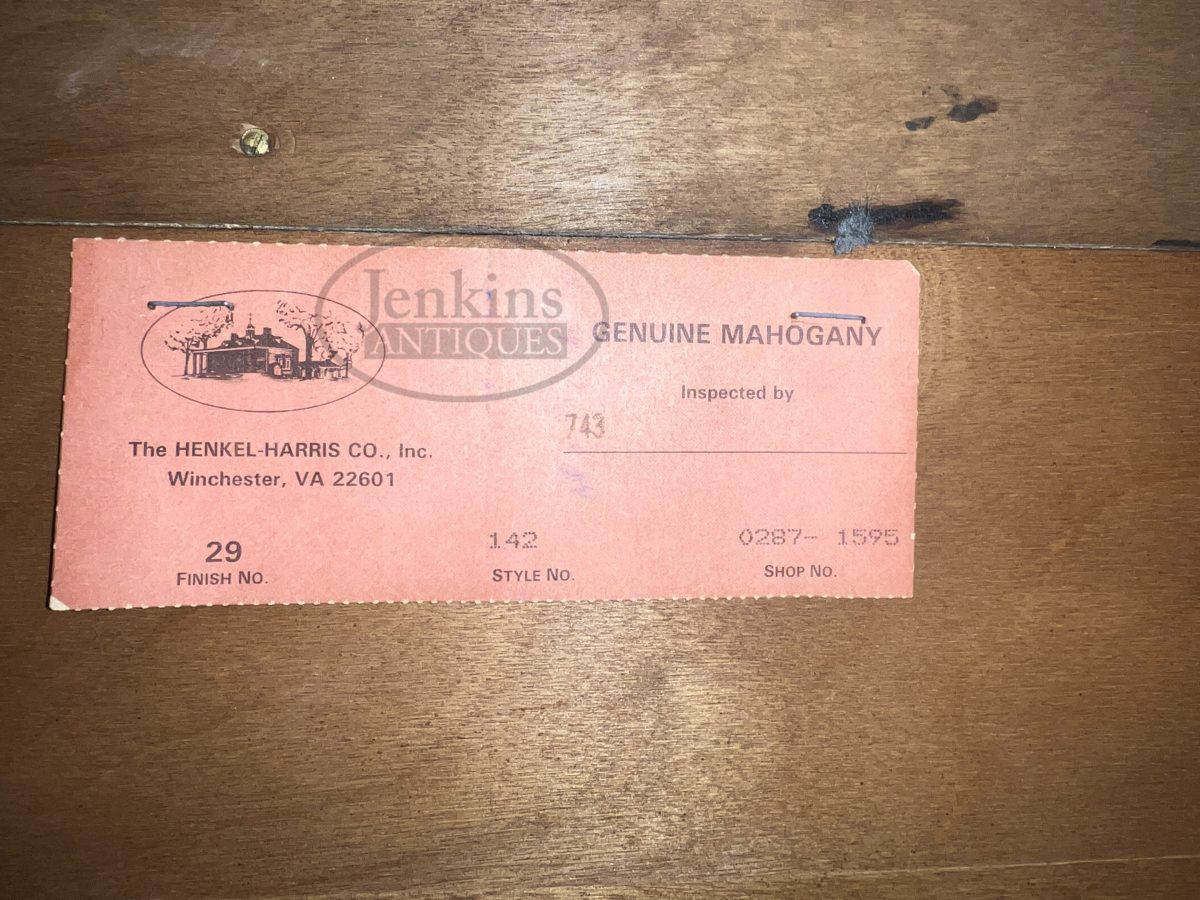 Jenkins
ANTIQUES
The HENKEL-HARRIS CO., Inc.
Winchester, VA 22601
GENUINE MAHOGANY
Inspected by
743
29
FINISH NO.
142
STYLE NO.
0287- 1595
SHOP NO.